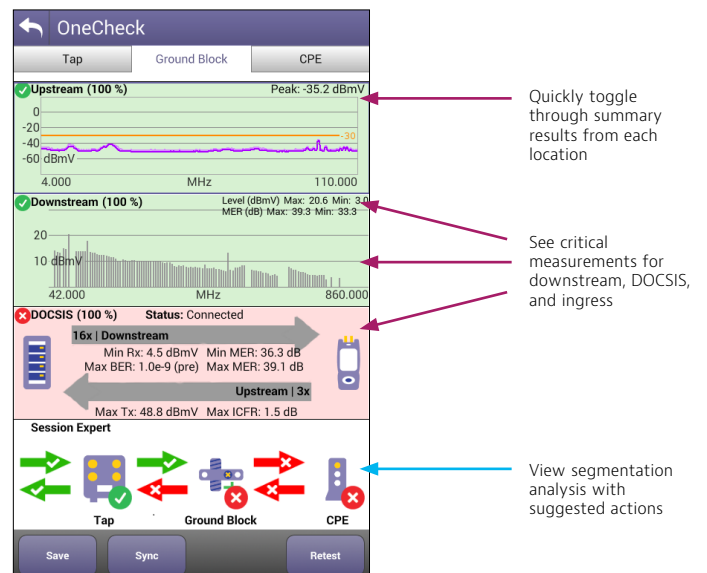 OneCheck
Tap
Ground Block
CPE
Upstream (100 %)
Peak: -35.2 dBmV
0
-20
-30
-40
-60 dBmV
4.000
MHz
110.000
Downstream (100 %)
Level (dBmV) Max: 20.6 Min: 3.0
MER (dB) Max: 39.3 Min: 33.3
20
10 dBmV
42.000
MHz
860.000
DOCSIS (100 %)
Status: Connected
16x | Downstream
Min Rx: 4.5 dBmV Min MER: 36.3 dB
Max BER: 1.0e-9 (pre) Max MER: 39.1 dB
Upstream | 3x
Max Tx: 48.8 dBmV Max ICFR: 1.5 dB
Session Expert
Tap
Ground Block
CPE
Save
Sync
Retest
Quickly toggle
through summary
results from each
location
See critical
measurements for
downstream, DOCSIS,
and ingress
View segmentation
analysis with
suggested actions